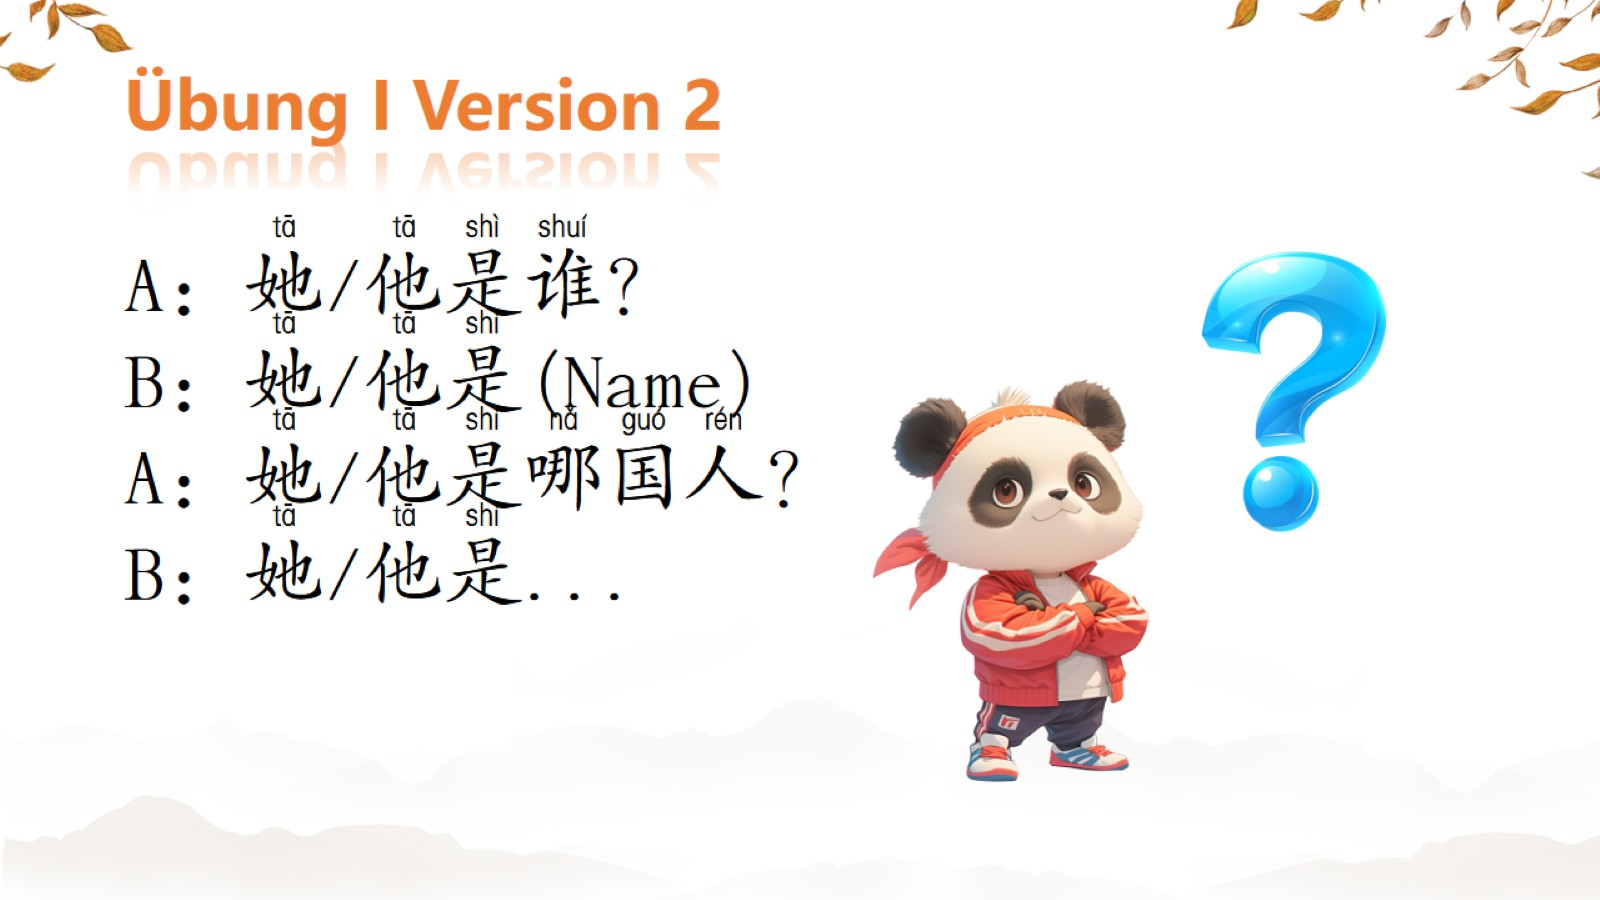 Übung I Version 2
tā tā shì shuí
A：她/他是谁？
tā tā shì
B：她/他是(Name)
tā tā shì nǎ guó rén
A：她/他是哪国人？
tā tā shì
B：她/他是...